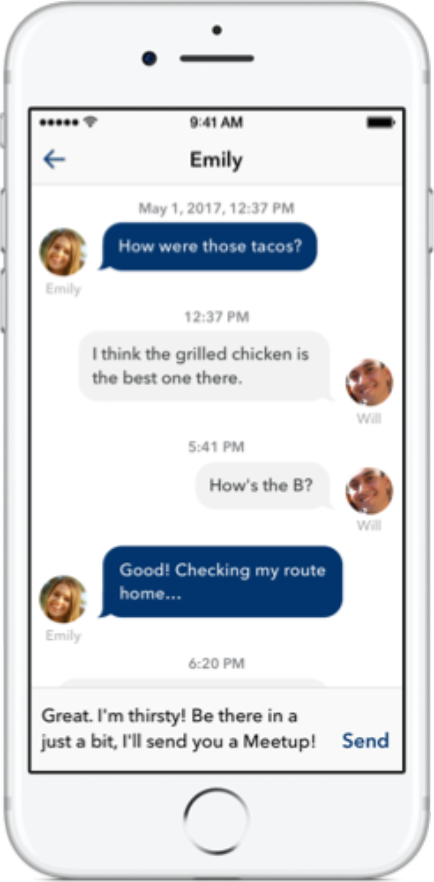 9:41 AM
Emily
May 1, 2017, 12:37 PM
How were those tacos?
Emily
12:37 PM
I think the grilled chicken is
the best one there.
Will
5:41 PM
How's the B?
Will
Good! Checking my route
home...
Emily
6:20 PM
Great. I'm thirsty! Be there in a
just a bit, I'll send you a Meetup!
Send